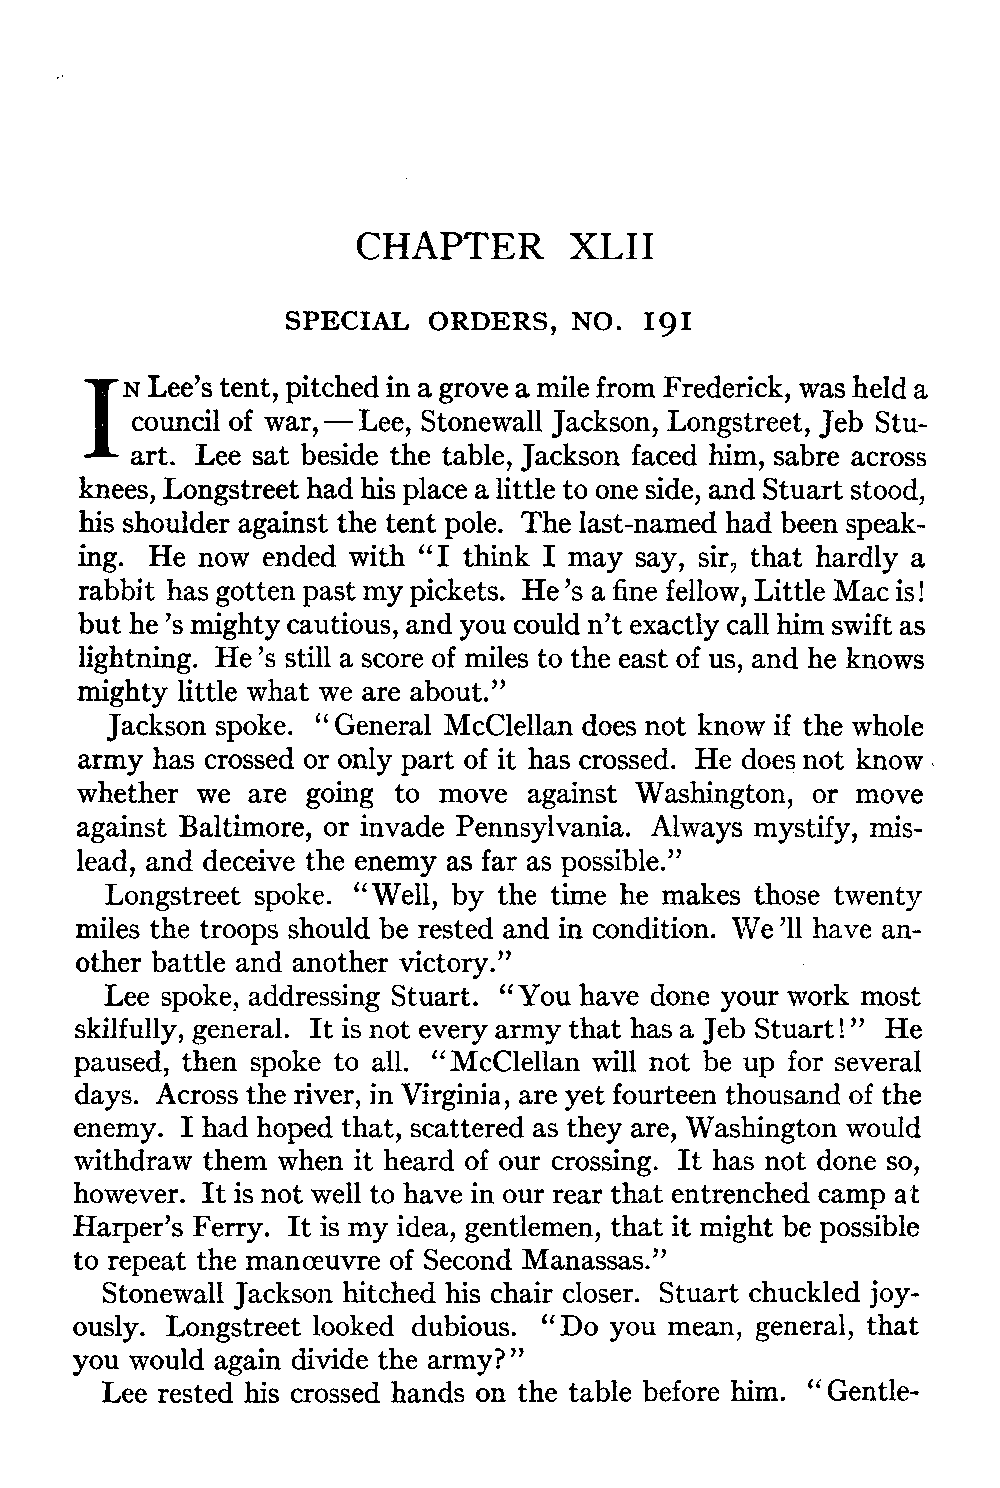 CHAPTER XLII
SPECIAL ORDERS, NO. 191
IN Lee's tent, pitched in a grove a mile from Frederick, was held a
council of war, — Lee, Stonewall Jackson, Longstreet, Jeb Stu-
art. Lee sat beside the table, Jackson faced him, sabre across
knees, Longstreet had his place a little to one side, and Stuart stood,
his shoulder against the tent pole. The last-named had been speak-
ing. He now ended with "I think I may say, sir, that hardly a
rabbit has gotten past my pickets. He 's a fine fellow, Little Mac is!
but he 's mighty cautious, and you could n't exactly call him swift as
lightning. He 's still a score of miles to the east of us, and he knows
mighty little what we are about."
Jackson spoke. "General McClellan does not know if the whole
army has crossed or only part of it has crossed. He does not know
whether we are going to move against Washington, or move
against Baltimore, or invade Pennsylvania. Always mystify, mis-
lead, and deceive the enemy as far as possible."
Longstreet spoke. "Well, by the time he makes those twenty
miles the troops should be rested and in condition. We 'll have an-
other battle and another victory."
Lee spoke, addressing Stuart. "You have done your work most
skilfully, general. It is not every army that has a Jeb Stuart!" He
paused, then spoke to all. "McClellan will not be up for several
days. Across the river, in Virginia, are yet fourteen thousand of the
enemy. I had hoped that, scattered as they are, Washington would
withdraw them when it heard of our crossing. It has not done so,
however. It is not well to have in our rear that entrenched camp at
Harper's Ferry. It is my idea, gentlemen, that it might be possible
to repeat the manœuvre of Second Manassas."
Stonewall Jackson hitched his chair closer. Stuart chuckled joy-
ously. Longstreet looked dubious. "Do you mean, general, that
you would again divide the army?"
Lee rested his crossed hands on the table before him. "Gentle-